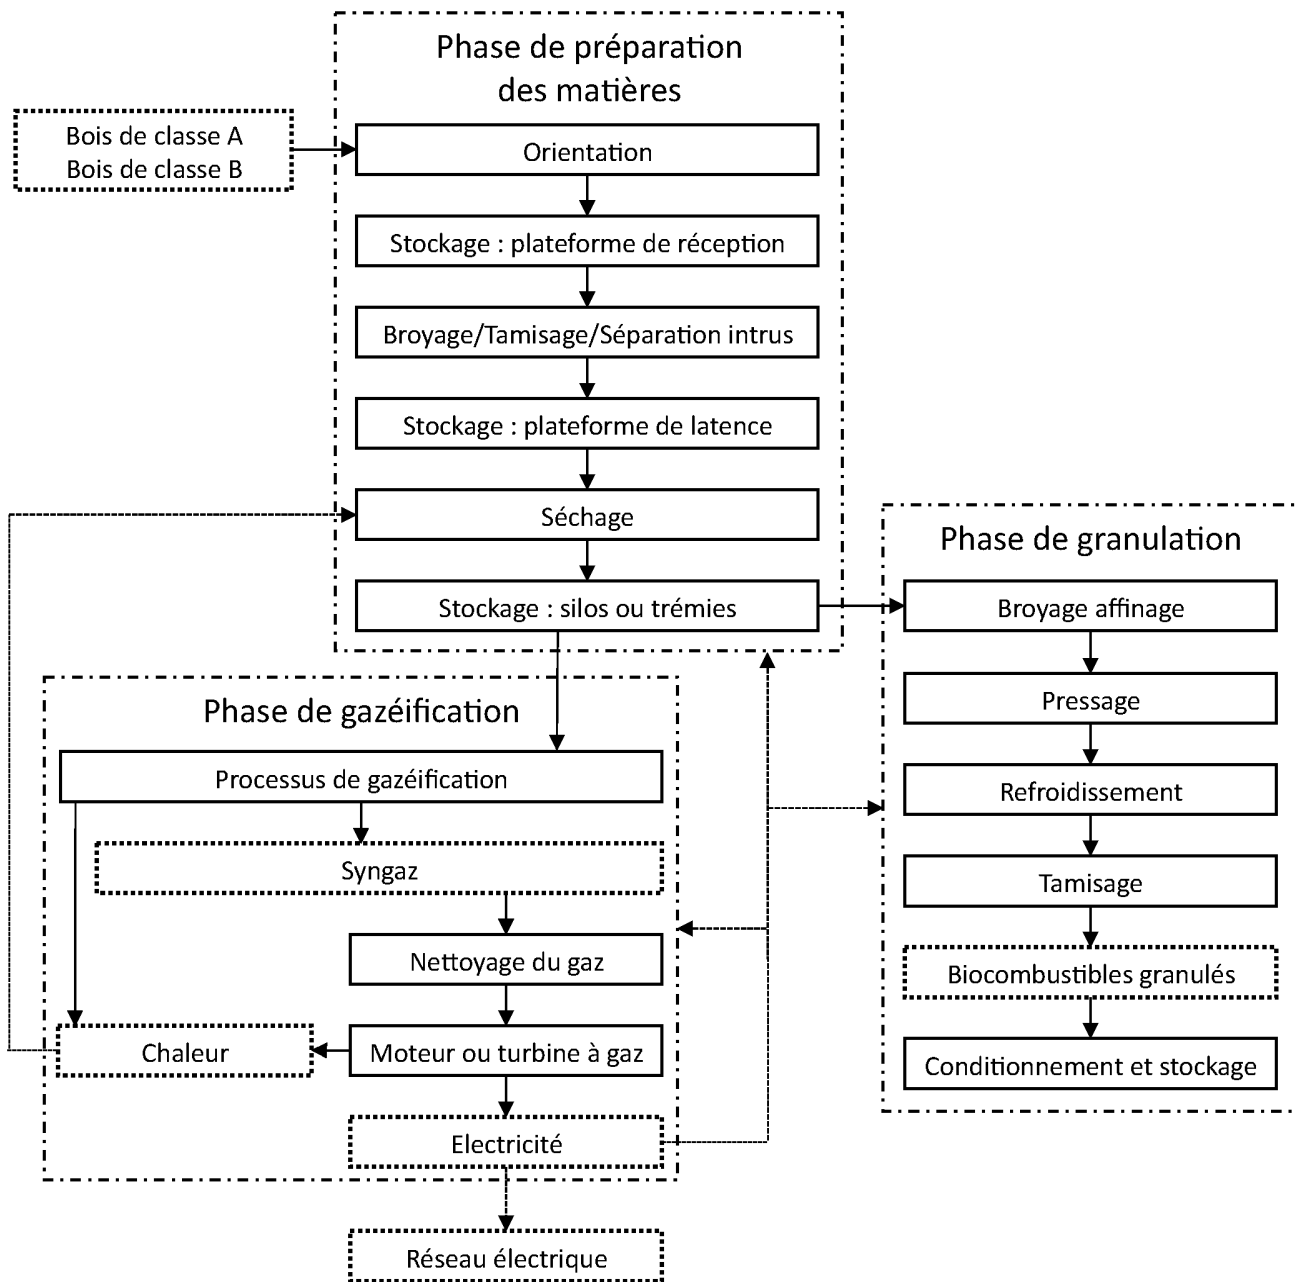 Phase de préparation
des matières
Bois de classe A
Bois de classe B
Orientation
Stockage : plateforme de réception
Broyage/Tamisage/Séparation intrus
Stockage : plateforme de latence
Séchage
Stockage : silos ou trémies
Phase de granulation
Broyage affinage
Pressage
Refroidissement
Tamisage
Biocombustibles granulés
Conditionnement et stockage
Phase de gazéification
Processus de gazéification
Syngaz
Nettoyage du gaz
Chaleur
Moteur ou turbine à gaz
Electricité
Réseau électrique